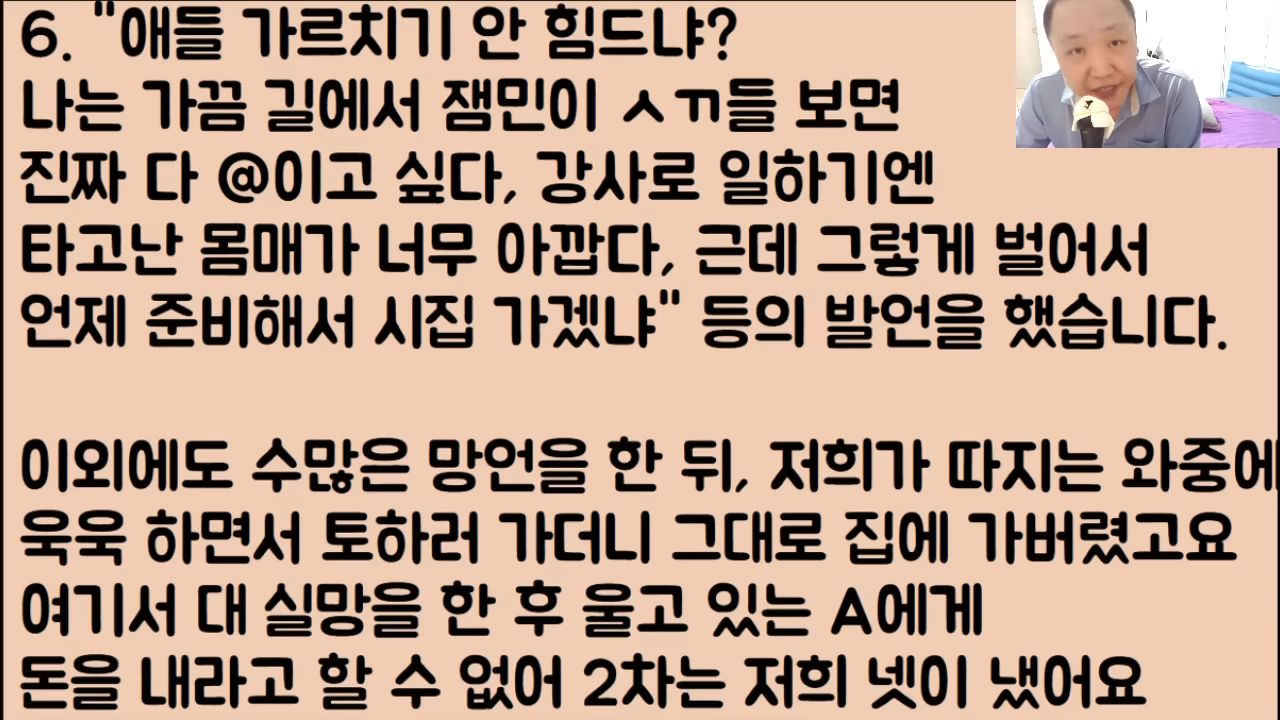 6. "애들 가르치기 안 힘드냐?
나는 가끔 길에서 잼민이 ㅅㄲ들 보면
진짜 다 @이고 싶다, 강사로 일하기엔
타고난 몸매가 너무 아깝다, 근데 그렇게 벌어서
언제 준비해서 시집 가겠냐" 등의 발언을 했습니다.
이외에도 수많은 망언을 한 뒤, 저희가 따지는 와중에
욱욱 하면서 토하러 가더니 그대로 집에 가버렸고요
여기서 대 실망을 한 후 울고 있는 A에게
돈을 내라고 할 수 없어 2차는 저희 넷이 냈어요